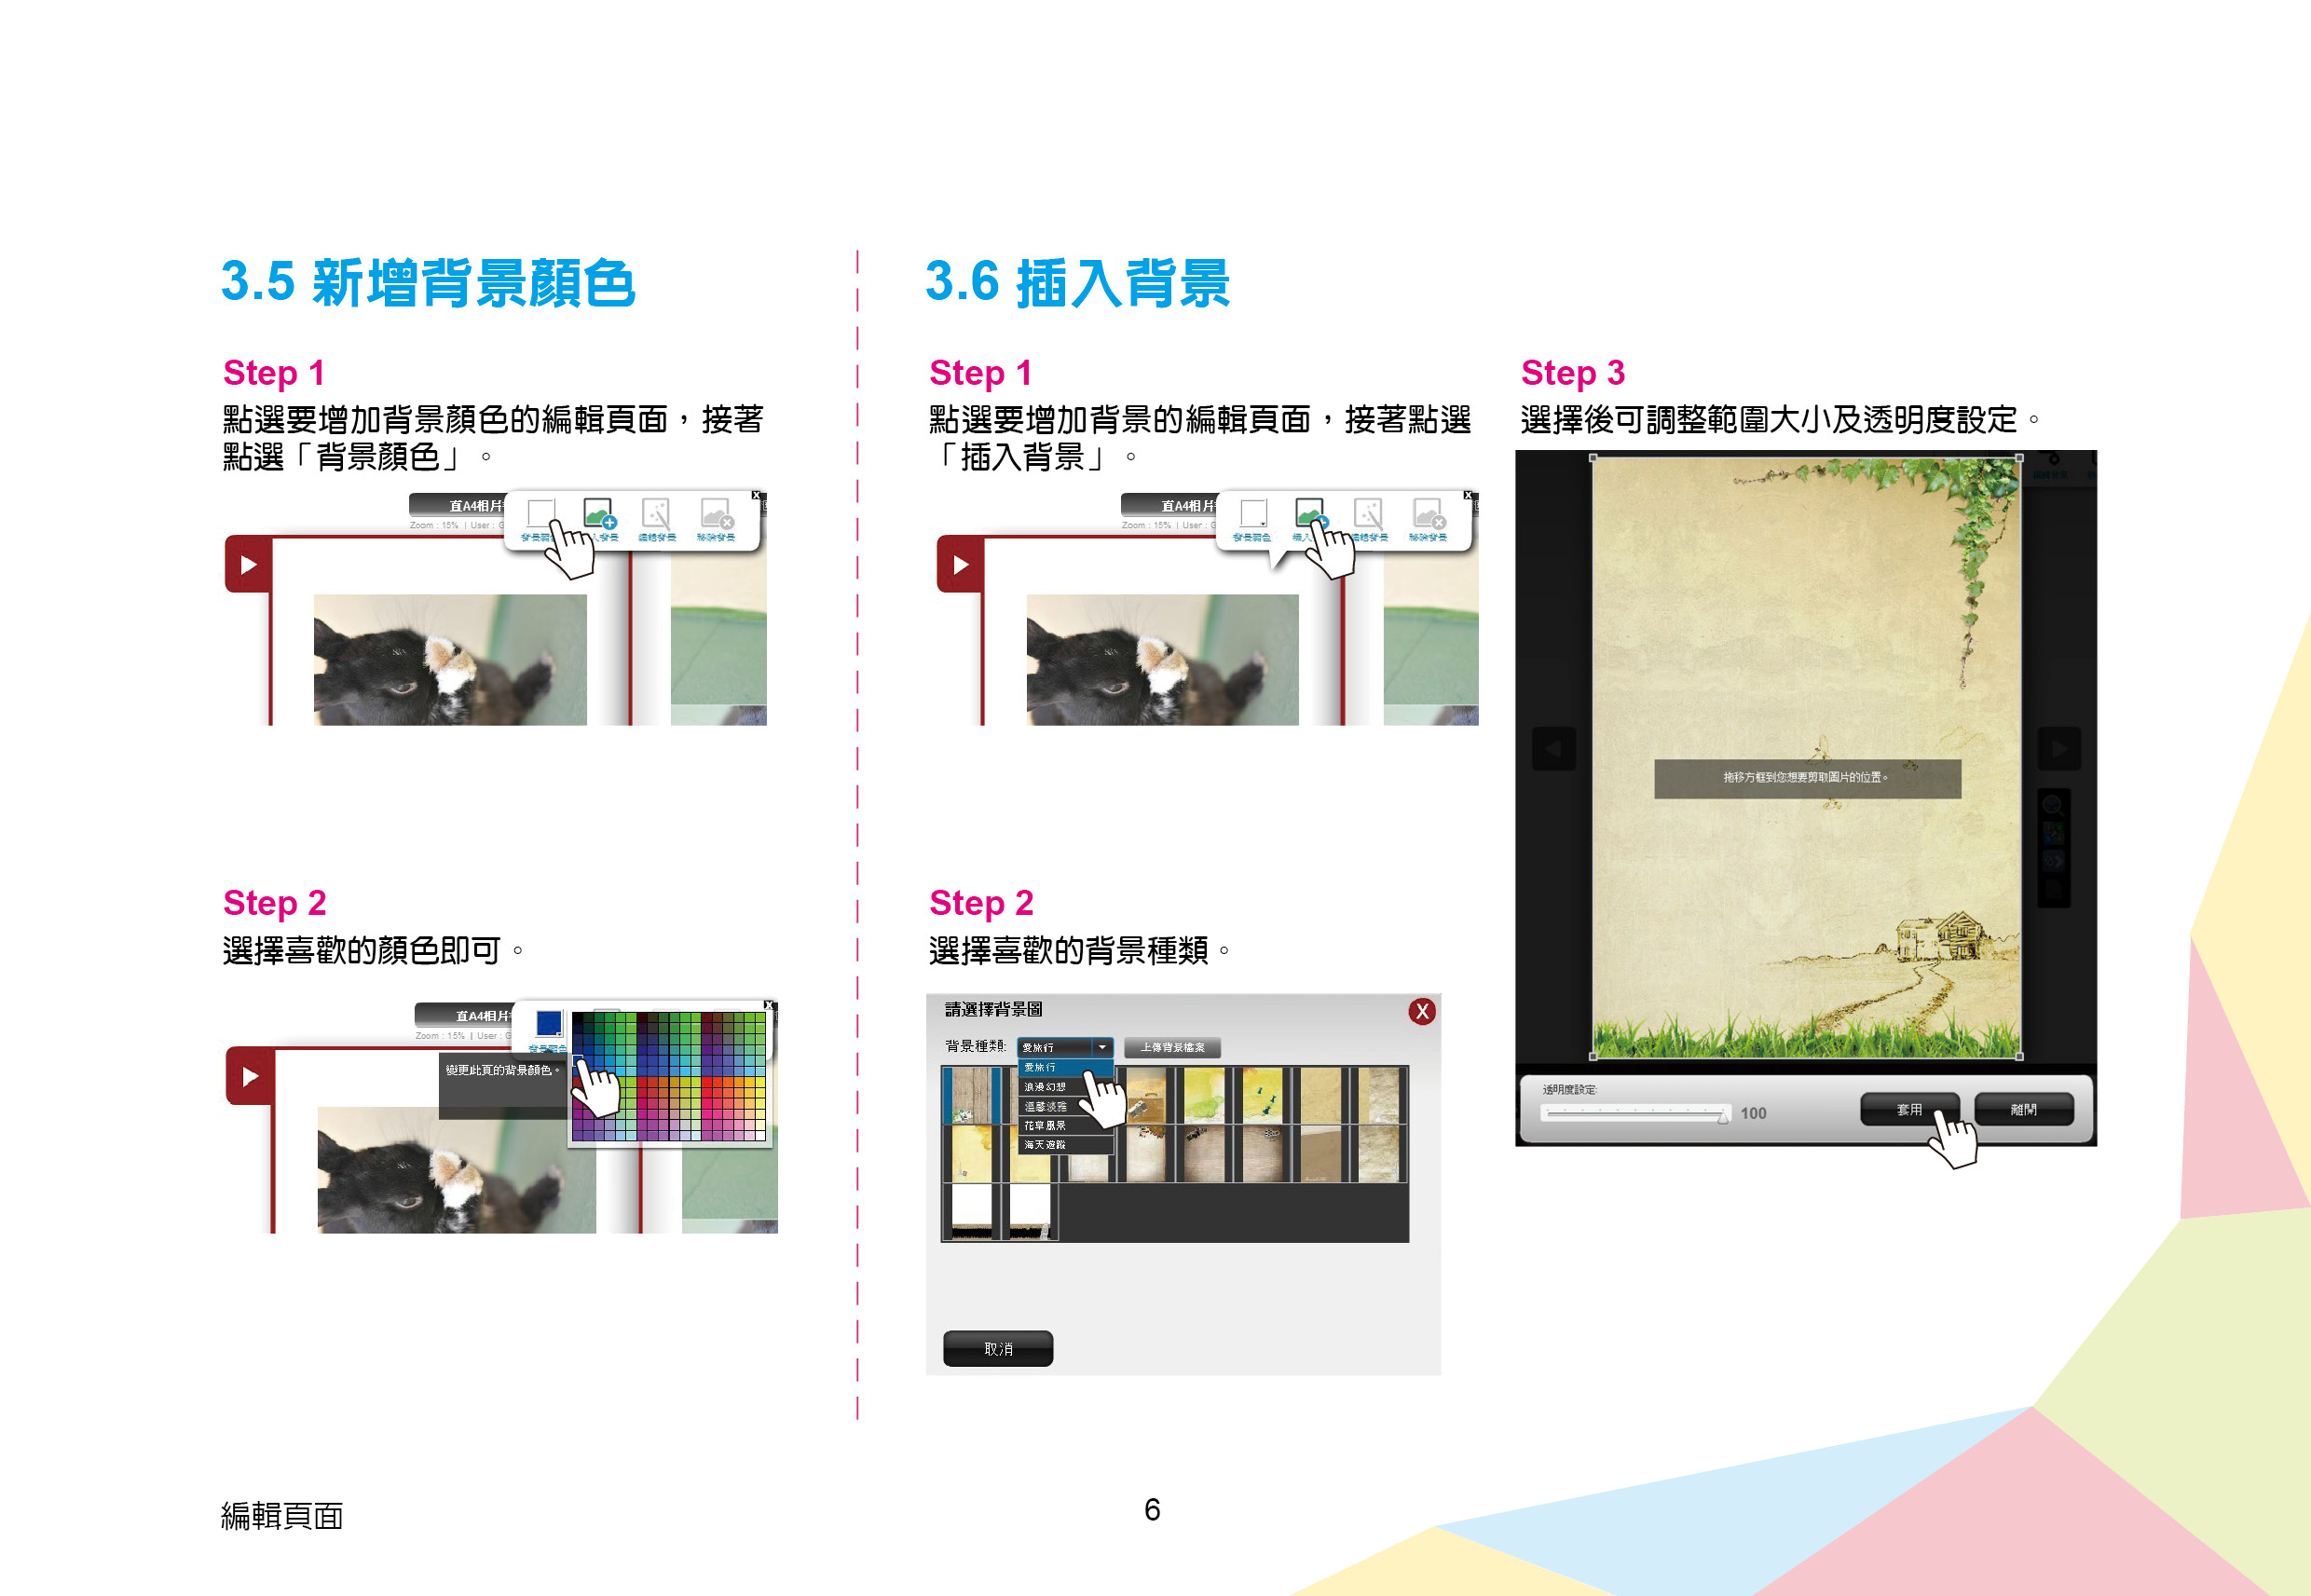 3.5 新增背景顏色
Step 1
點選要增加背景顏色的編輯頁面，接著
點選「背景顏色」。
直A4相片
Zoom : 15% | User : G
編輯背景
移除背景
Step 2
選擇喜歡的顏色即可。
直A4相片
Zoom : 15% | User : G
背景顏色
變更此頁的背景顏色。
3.6 插入背景
Step 1
點選要增加背景的編輯頁面，接著點選
「插入背景」。
直A4相片
Zoom : 15% | User : G
背景顏色
編輯背景
移除背景
Step 2
選擇喜歡的背景種類。
請選擇背景圖
X
背景種類:
愛旅行
上傳背景檔案
愛旅行
浪漫幻想
溫馨淡雅
花草風景
海天遊蹤
取消
Step 3
選擇後可調整範圍大小及透明度設定。
拖移方框到您想要剪取圖片的位置。
透明度設定:
100
套用
離開
編輯頁面
6